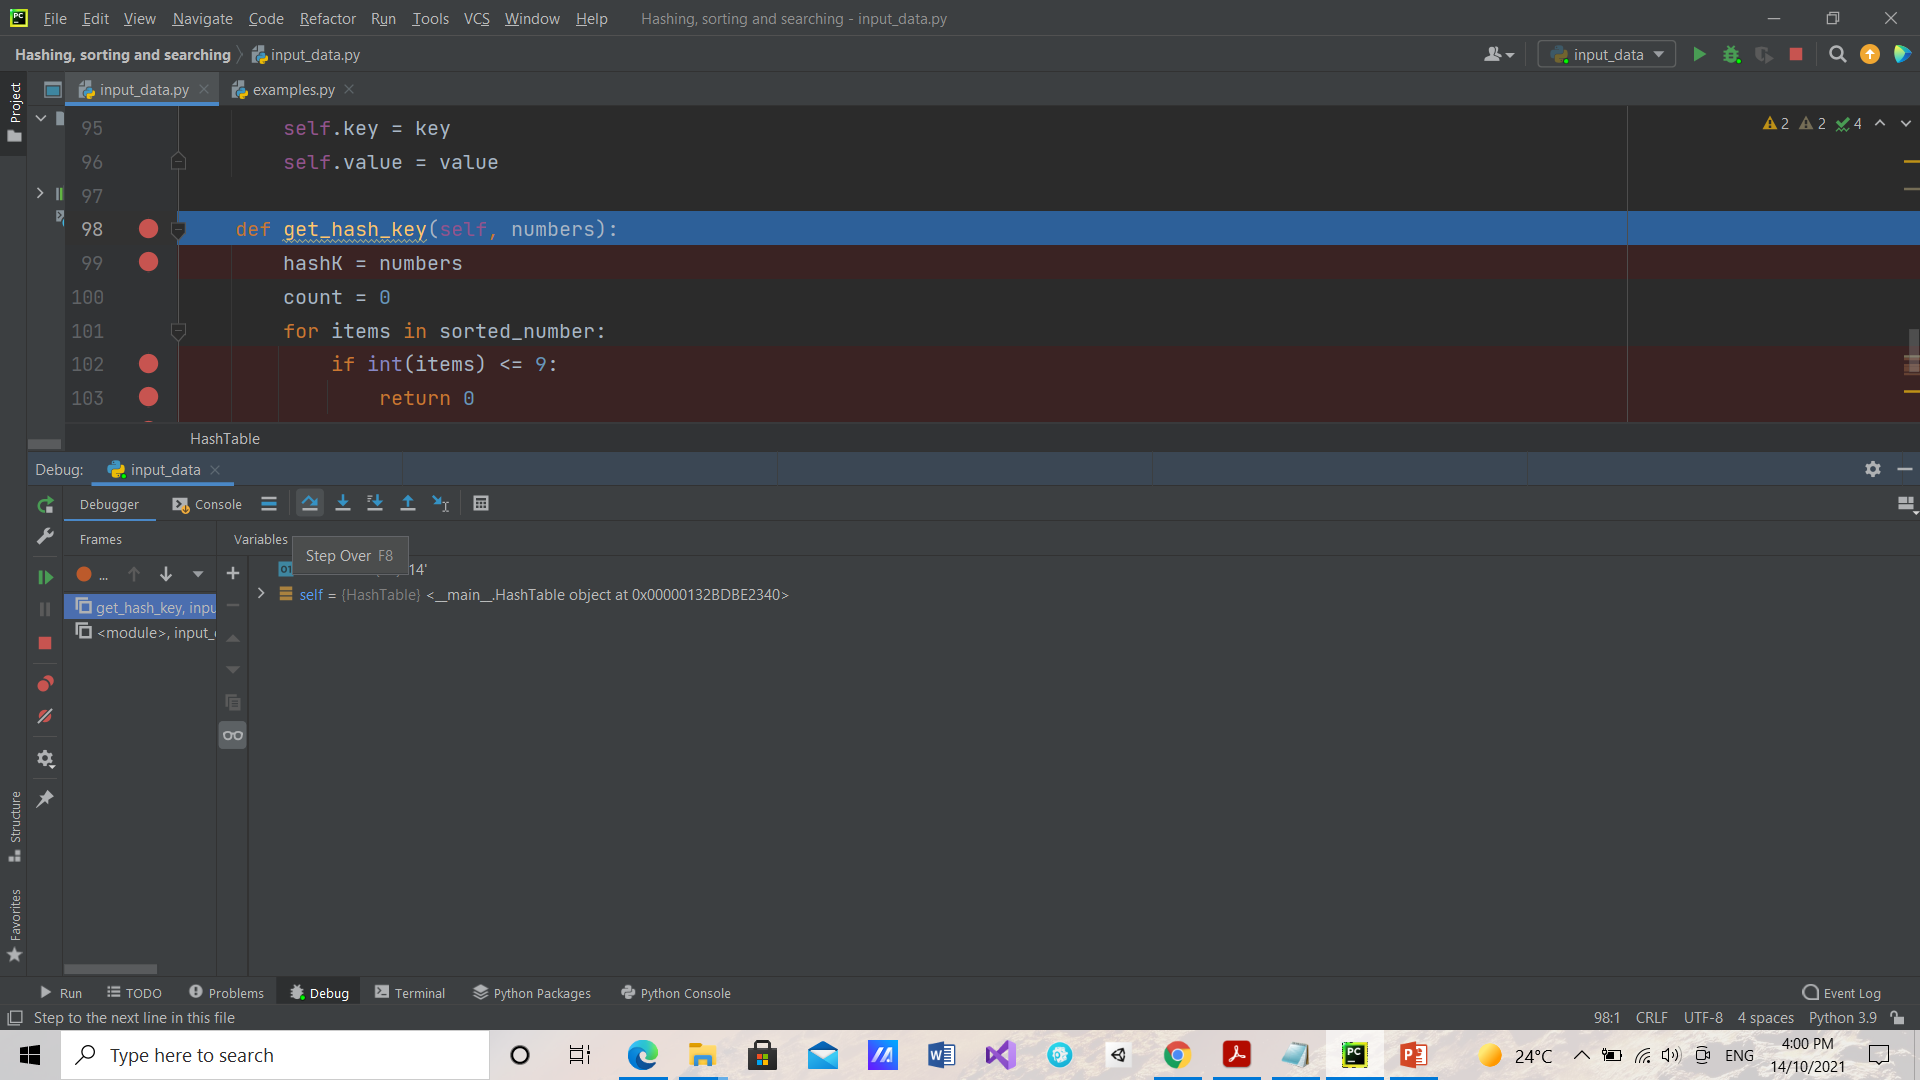 File Edit View Navigate Code Refactor Run Tools VCS Window Help Hashing, sorting and searching - input_data.py
Hashing, sorting and searching input_data.py input_data
input_data.py examples.py
Project
95 self.key = key
2 2 4
96 self.value = value
97
98 def get_hash_key(self, numbers):
99 hashK = numbers
100 count = 0
101 for items in sorted_number:
102 if int(items) <= 9:
103 return 0
HashTable
Debug: input_data
Debugger Console
Frames Variables
Step Over F8
14'
self = {HashTable} <__main__.HashTable object at 0x00000132BDBE2340>
get_hash_key, inpu
<module>, input_
Structure
Favorites
Run TODO Problems Debug Terminal Python Packages Python Console Event Log
Step to the next line in this file 98:1 CRLF UTF-8 4 spaces Python 3.9
Type here to search 24°C ENG 4:00 PM
14/10/2021